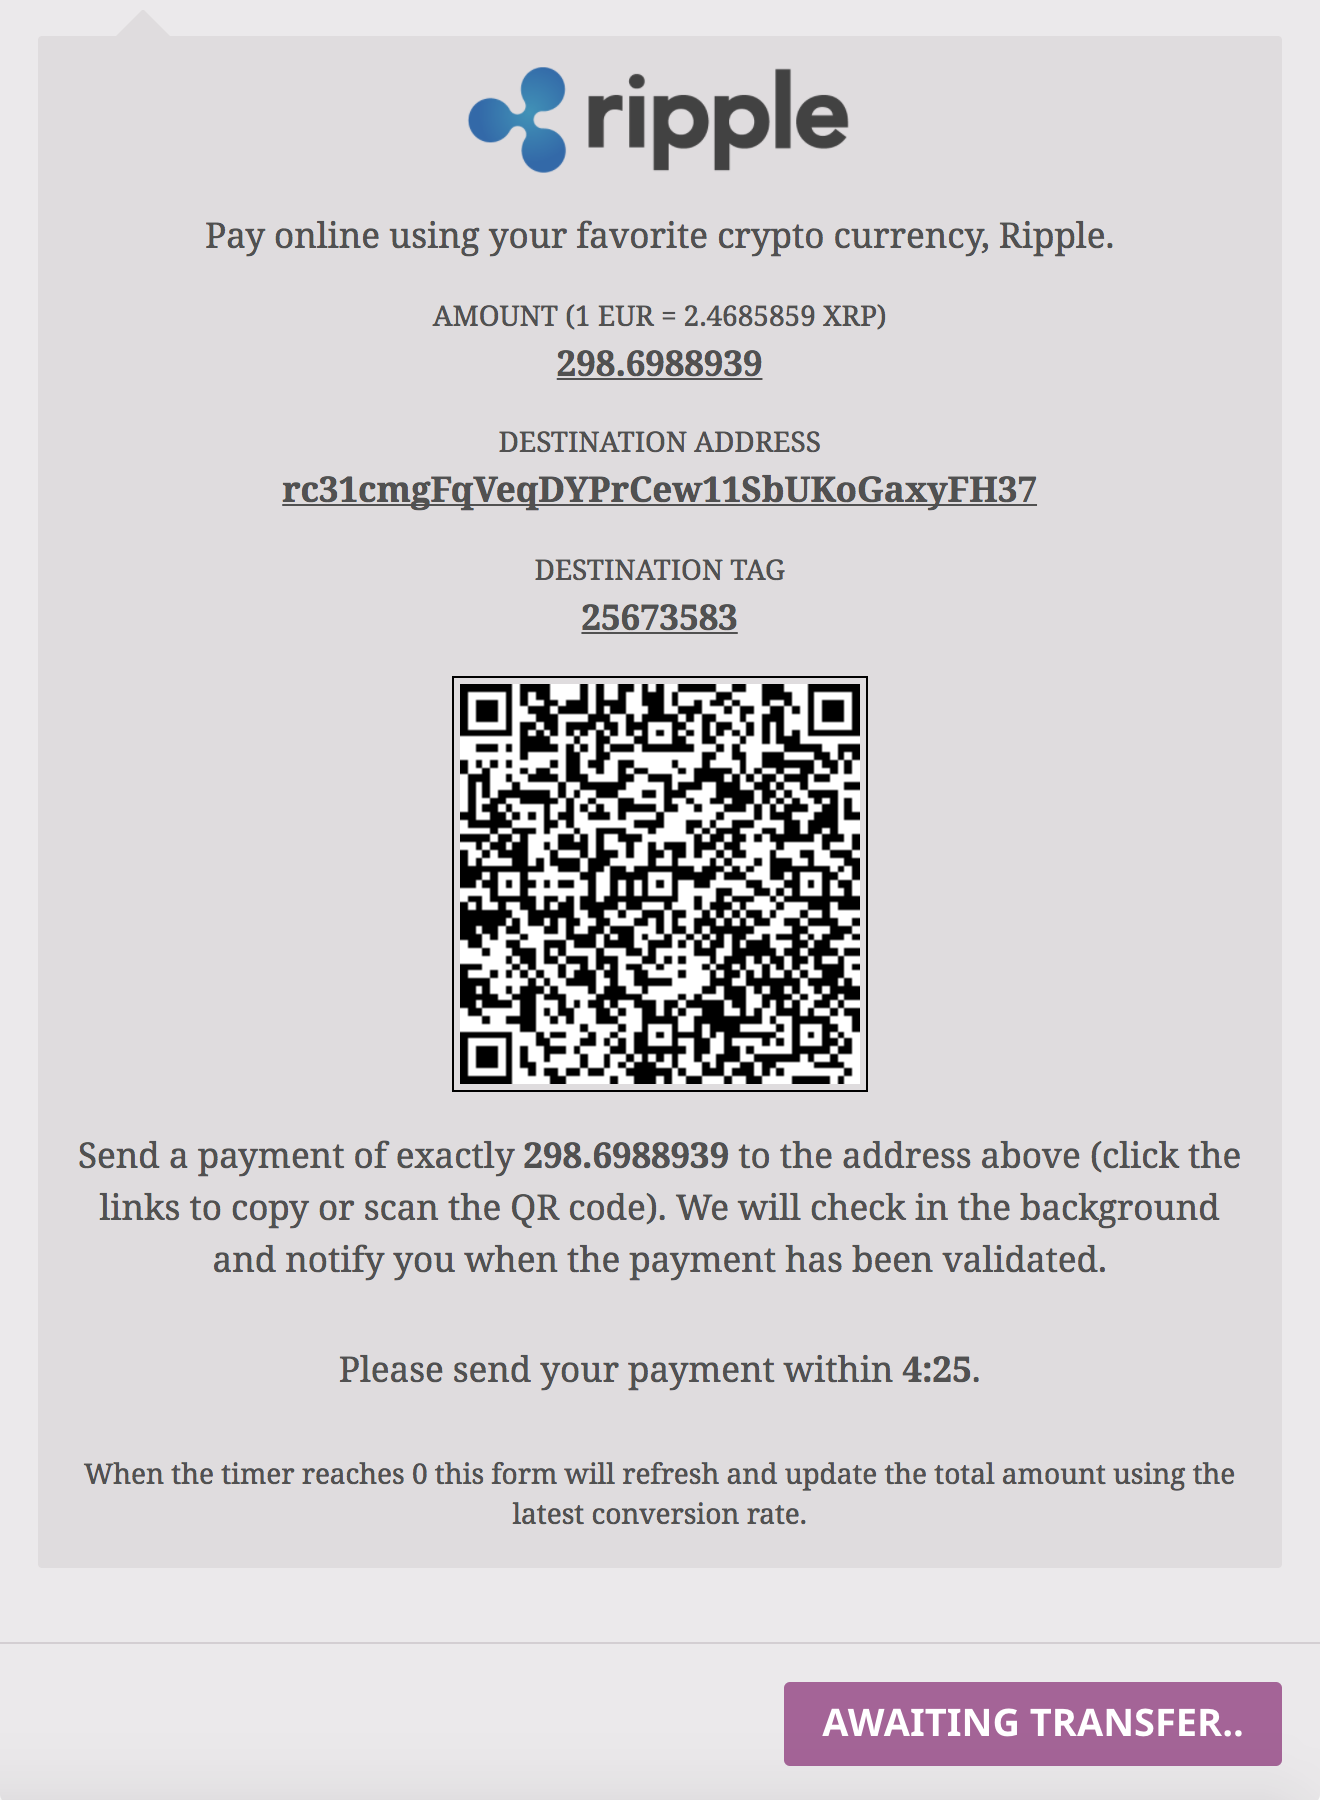 ripple
Pay online using your favorite crypto currency, Ripple.
AMOUNT (1 EUR = 2.4685859 XRP)
298.6988939
DESTINATION ADDRESS
rc31cmgFqVeqDYPrCew11SbUKoGaxyFH37
DESTINATION TAG
25673583
Send a payment of exactly 298.6988939 to the address above (click the
links to copy or scan the QR code). We will check in the background
and notify you when the payment has been validated.
Please send your payment within 4:25.
When the timer reaches 0 this form will refresh and update the total amount using the
latest conversion rate.
AWAITING TRANSFER..